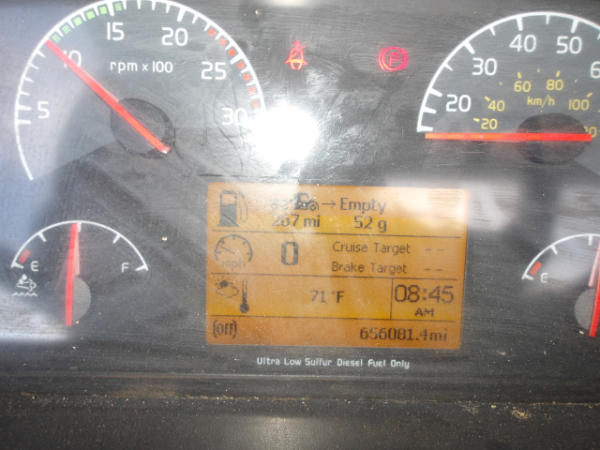 15
20
10
25
5
rpm x 100
30
40
50
30
20
60
80
40
km/h
100
20
→ Empty
267 mi 52 g
mph 0 Cruise Target --
Brake Target --
E F
E
71 °F
08:45
AM
(off) 656081.4mi
Ultra Low Sulfur Diesel Fuel Only